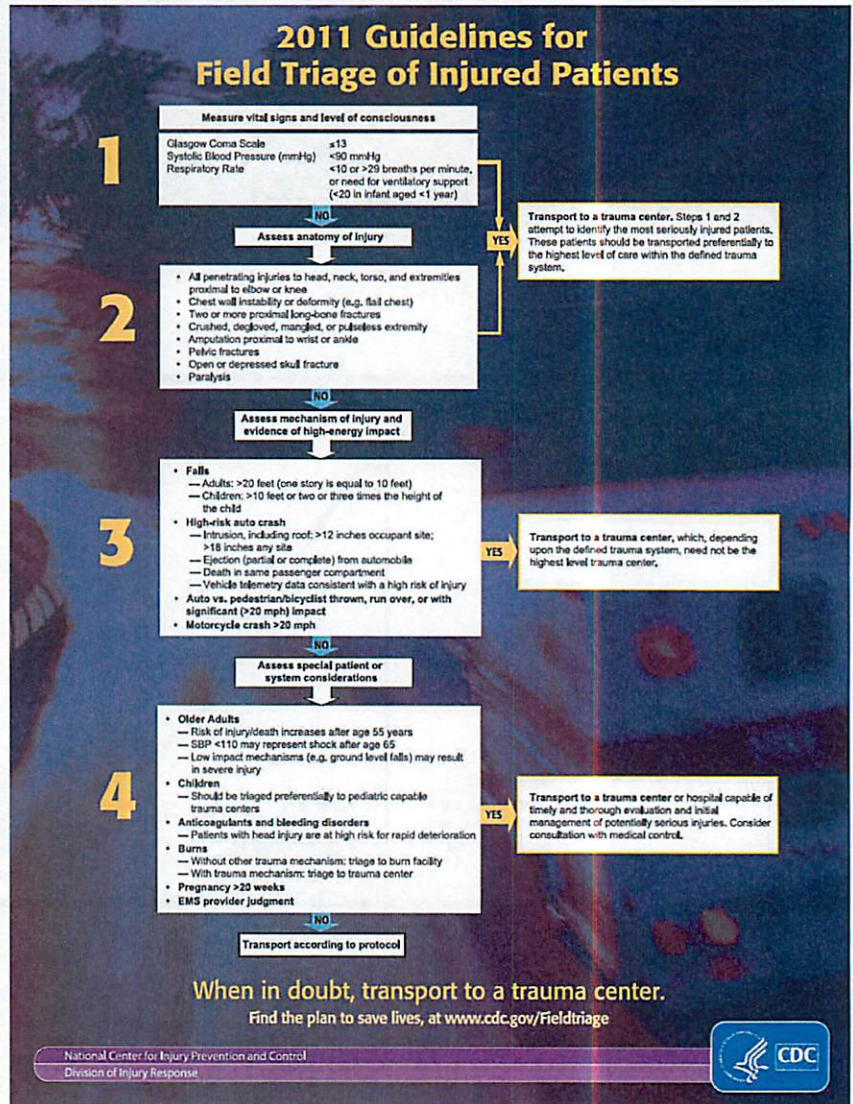 2011 Guidelines for
Field Triage of Injured Patients
1
Measure vital signs and level of consciousness
Glasgow Coma Scale ≤13
Systolic Blood Pressure (mmHg) <90 mmHg
Respiratory Rate <10 or >29 breaths per minute,
or need for ventilatory support
(<20 in infant aged <1 year)
NO
YES
Transport to a trauma center. Steps 1 and 2
attempt to identify the most seriously injured patients.
These patients should be transported preferentially to
the highest level of care within the defined trauma
system.
Assess anatomy of injury
2
• All penetrating injuries to head, neck, torso, and extremities
proximal to elbow or knee
• Chest wall instability or deformity (e.g. flail chest)
• Two or more proximal long-bone fractures
• Crushed, degloved, mangled, or pulseless extremity
• Amputation proximal to wrist or ankle
• Pelvic fractures
• Open or depressed skull fracture
• Paralysis
NO
Assess mechanism of injury and
evidence of high-energy impact
3
• Falls
— Adults: >20 feet (one story is equal to 10 feet)
— Children: >10 feet or two or three times the height of
the child
• High-risk auto crash
— Intrusion, including roof: >12 inches occupant site;
>18 inches any site
— Ejection (partial or complete) from automobile
— Death in same passenger compartment
— Vehicle telemetry data consistent with a high risk of injury
• Auto vs. pedestrian/bicyclist thrown, run over, or with
significant (>20 mph) impact
• Motorcycle crash >20 mph
YES
Transport to a trauma center, which, depending
upon the defined trauma system, need not be the
highest level trauma center.
NO
Assess special patient or
system considerations
4
• Older Adults
— Risk of injury/death increases after age 55 years
— SBP <110 may represent shock after age 65
— Low impact mechanisms (e.g. ground level falls) may result
in severe injury
• Children
— Should be triaged preferentially to pediatric capable
trauma centers
• Anticoagulants and bleeding disorders
— Patients with head injury are at high risk for rapid deterioration
• Burns
— Without other trauma mechanism: triage to burn facility
— With trauma mechanism: triage to trauma center
• Pregnancy >20 weeks
• EMS provider judgment
YES
Transport to a trauma center or hospital capable of
timely and thorough evaluation and initial
management of potentially serious injuries. Consider
consultation with medical control.
NO
Transport according to protocol
When in doubt, transport to a trauma center.
Find the plan to save lives, at www.cdc.gov/Fieldtriage
National Center for Injury Prevention and Control
Division of Injury Response
CDC